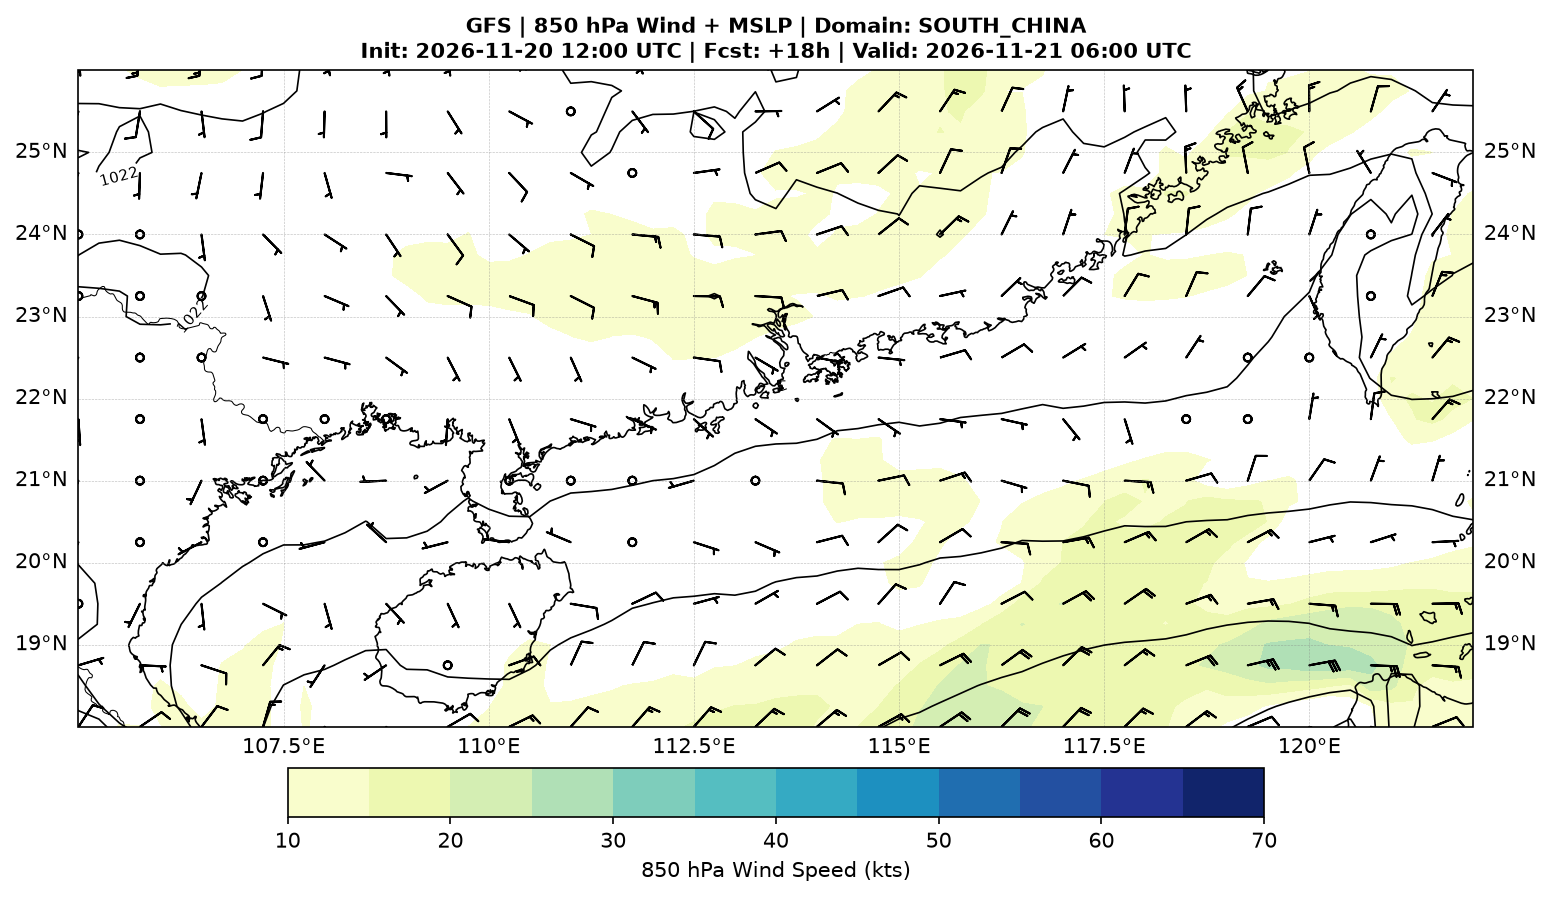 GFS | 850 hPa Wind + MSLP | Domain: SOUTH_CHINA
Init: 2026-11-20 12:00 UTC | Fcst: +18h | Valid: 2026-11-21 06:00 UTC
25°N
25°N
1022
24°N
24°N
23°N
23°N
22°N
22°N
21°N
21°N
20°N
20°N
19°N
19°N
107.5°E
110°E
112.5°E
115°E
117.5°E
120°E
10
20
30
40
50
60
70
850 hPa Wind Speed (kts)